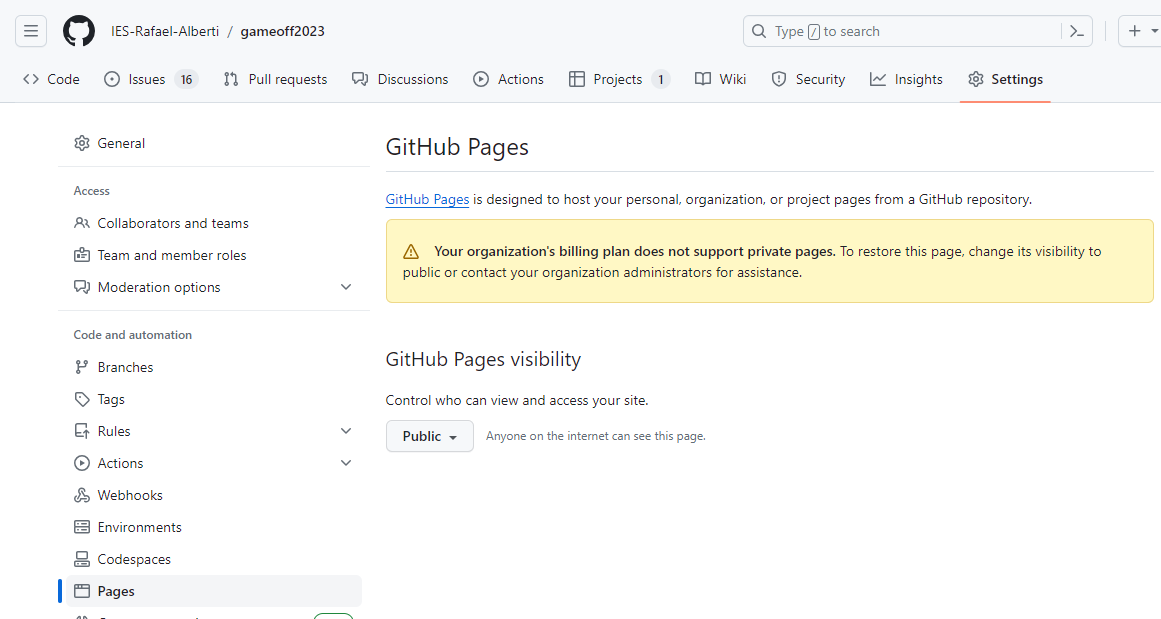 IES-Rafael-Alberti / gameoff2023
Type / to search
Code
Issues 16
Pull requests
Discussions
Actions
Projects 1
Wiki
Security
Insights
Settings
General
Access
Collaborators and teams
Team and member roles
Moderation options
Code and automation
Branches
Tags
Rules
Actions
Webhooks
Environments
Codespaces
Pages
GitHub Pages
GitHub Pages is designed to host your personal, organization, or project pages from a GitHub repository.
Your organization's billing plan does not support private pages. To restore this page, change its visibility to
public or contact your organization administrators for assistance.
GitHub Pages visibility
Control who can view and access your site.
Public
Anyone on the internet can see this page.